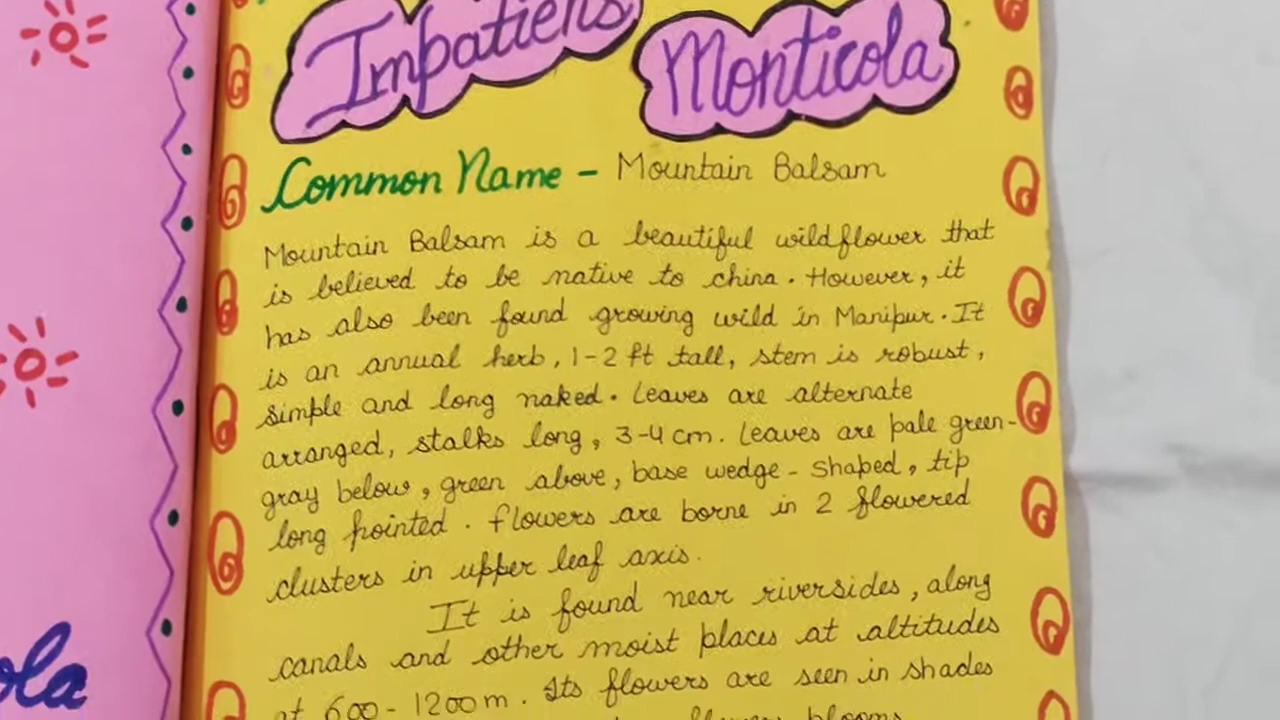 Impatiens
Monticola
Common Name - Mountain Balsam
Mountain Balsam is a beautiful wildflower that
is believed to be native to china. However, it
has also been found growing wild in Manipur. It
is an annual herb, 1-2 ft tall, stem is robust,
simple and long naked. Leaves are alternate
arranged, stalks long, 3-4 cm. Leaves are pale green-
gray below, green above, base wedge-shaped, tip
long pointed. flowers are borne in 2 flowered
clusters in upper leaf axis.
It is found near riversides, along
canals and other moist places at altitudes
ola
at 600-1200m. Its flowers are seen in shades
flowers blooms